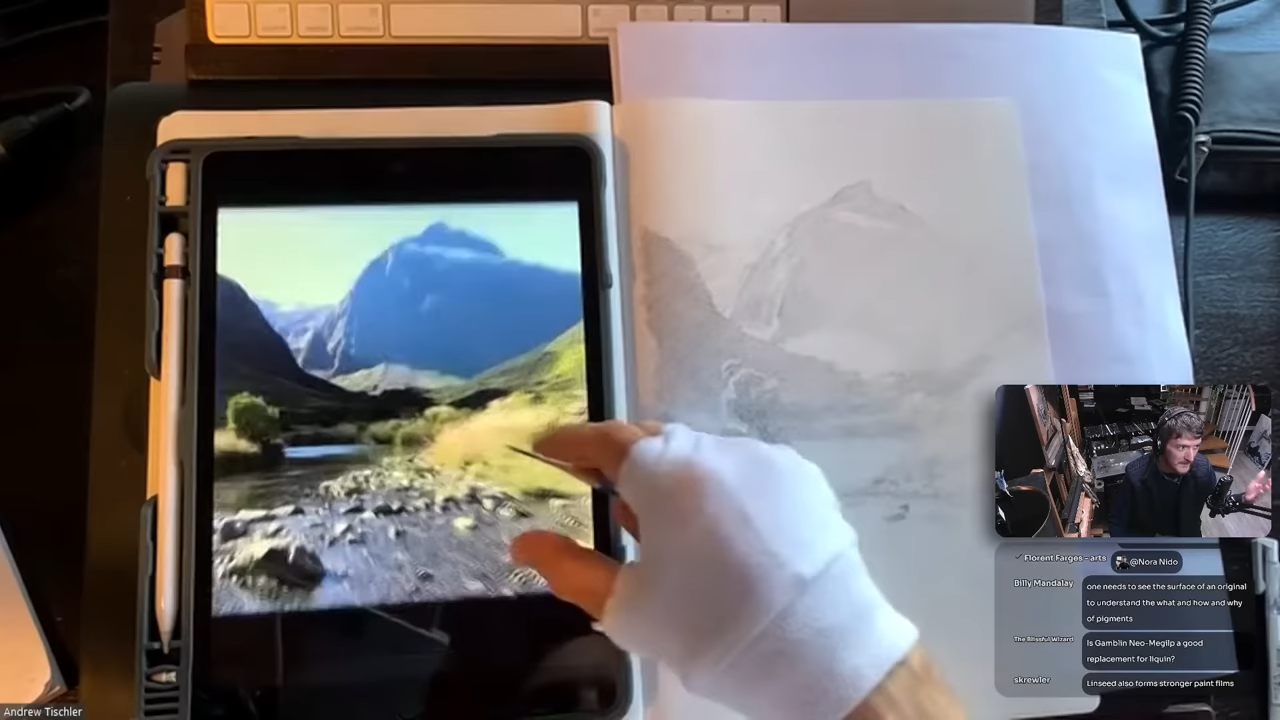 ✓ Florent Farges - arts @Nora Nido
Billy Mandalay one needs to see the surface of an original
to understand the what and how and why
of pigments
The Blissful Wizard Is Gamblin Neo-Megilp a good
replacement for liquin?
skrewler Linseed also forms stronger paint films
Andrew Tischler